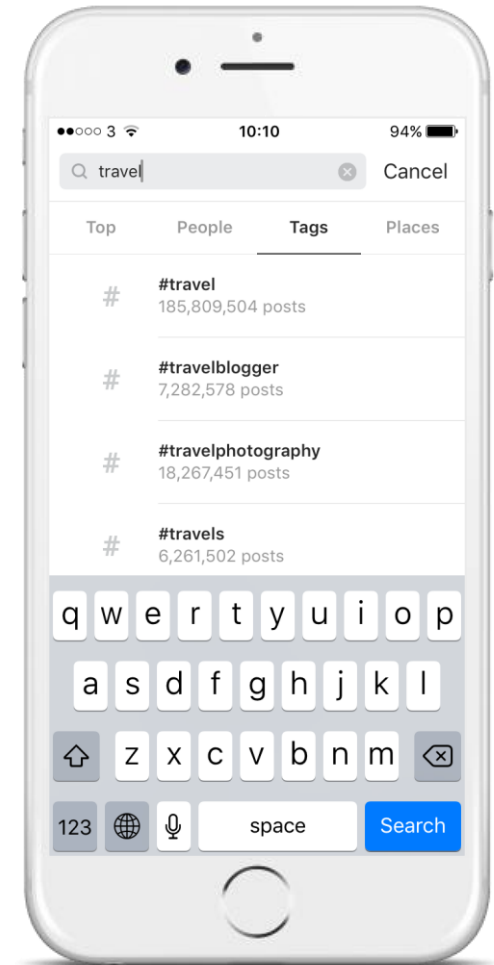 3 10:10 94%
travel Cancel
Top People Tags Places
# #travel
185,809,504 posts
# #travelblogger
7,282,578 posts
# #travelphotography
18,267,451 posts
# #travels
6,261,502 posts
q w e r t y u i o p
a s d f g h j k l
z x c v b n m
123 space Search